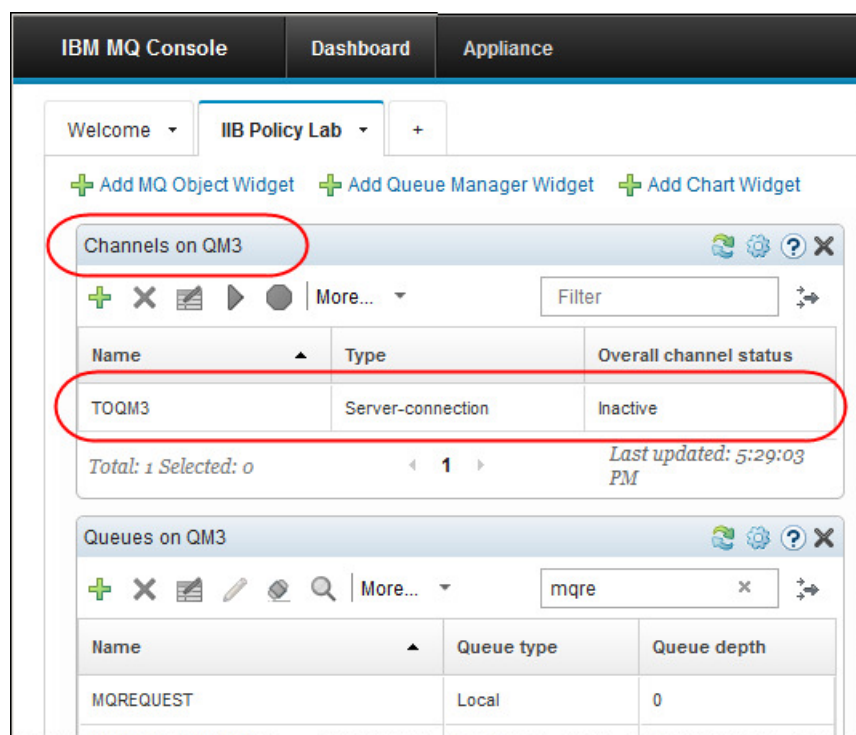 IBM MQ Console Dashboard Appliance
Welcome IIB Policy Lab +
Add MQ Object Widget Add Queue Manager Widget Add Chart Widget
Channels on QM3 ?
More... Filter
Name Type Overall channel status
TOQM3 Server-connection Inactive
Total: 1 Selected: 0 1 Last updated: 5:29:03
PM
Queues on QM3 ?
More... mqre ×
Name Queue type Queue depth
MQREQUEST Local 0